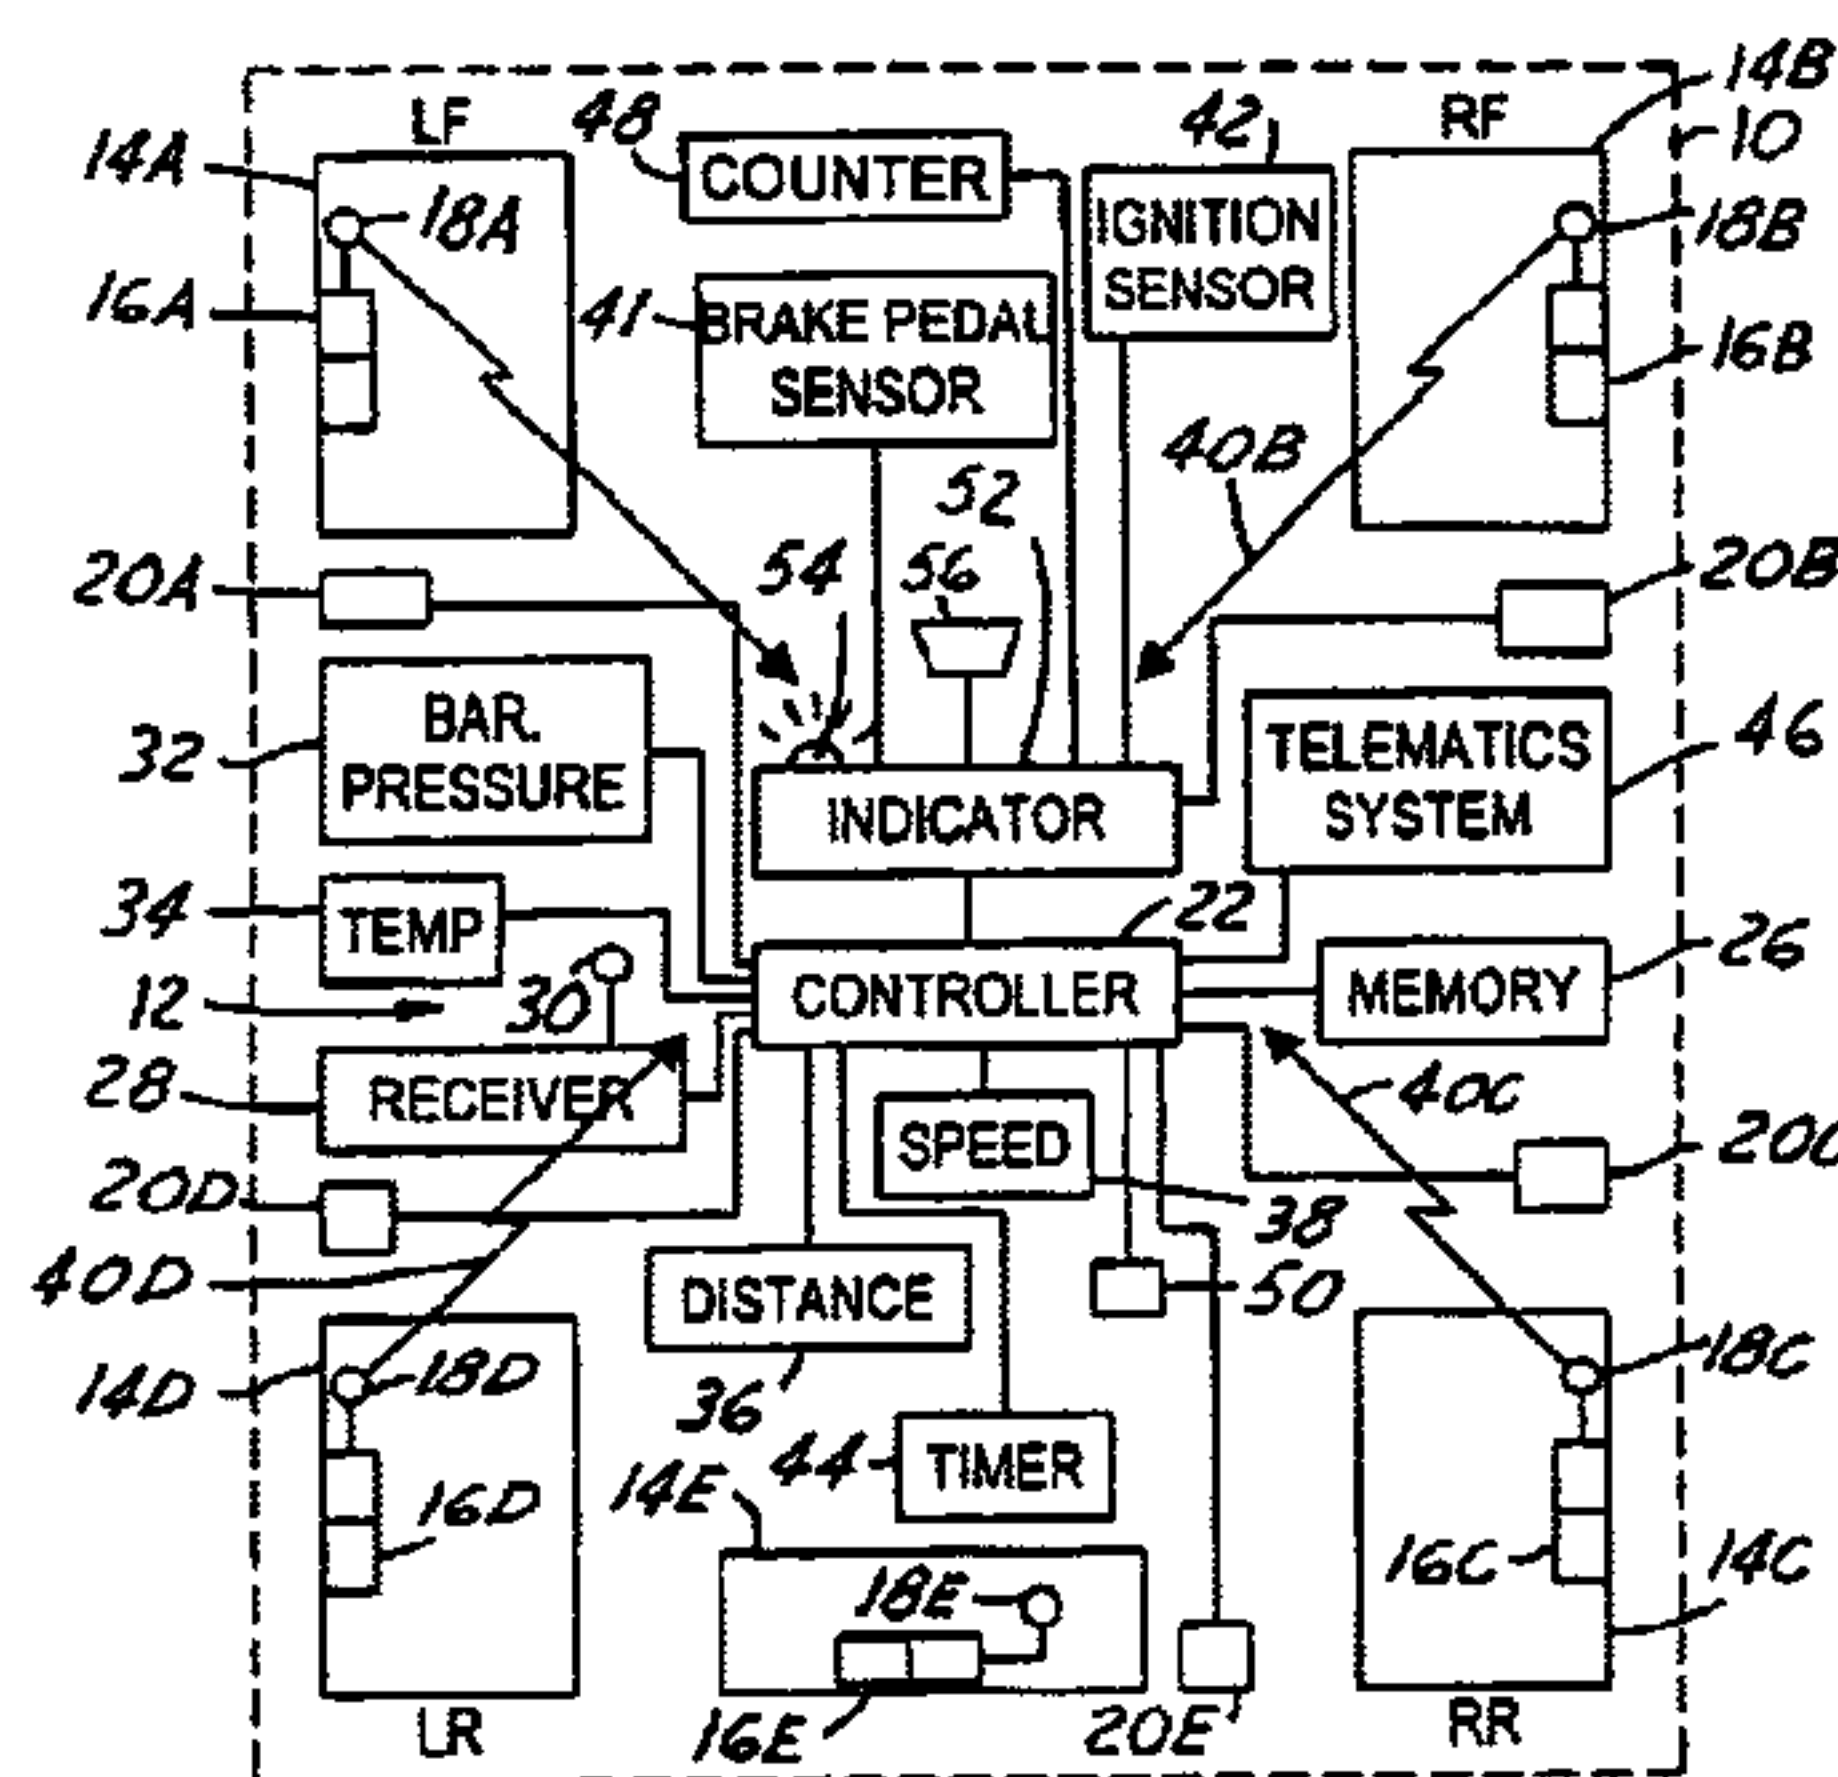 14B
LF
48
42
RF
10
14A
COUNTER
18A
IGNITION
SENSOR
18B
16A
41
BRAKE PEDAL
SENSOR
16B
40B
52
20A
54
56
20B
32
BAR.
PRESSURE
TELEMATICS
SYSTEM
46
INDICATOR
34
TEMP
22
26
12
30
CONTROLLER
MEMORY
28
RECEIVER
40C
SPEED
20C
20D
38
40D
DISTANCE
50
14D
18D
18C
36
44
TIMER
14E
16D
16C
14C
18E
LR
16E
20E
RR